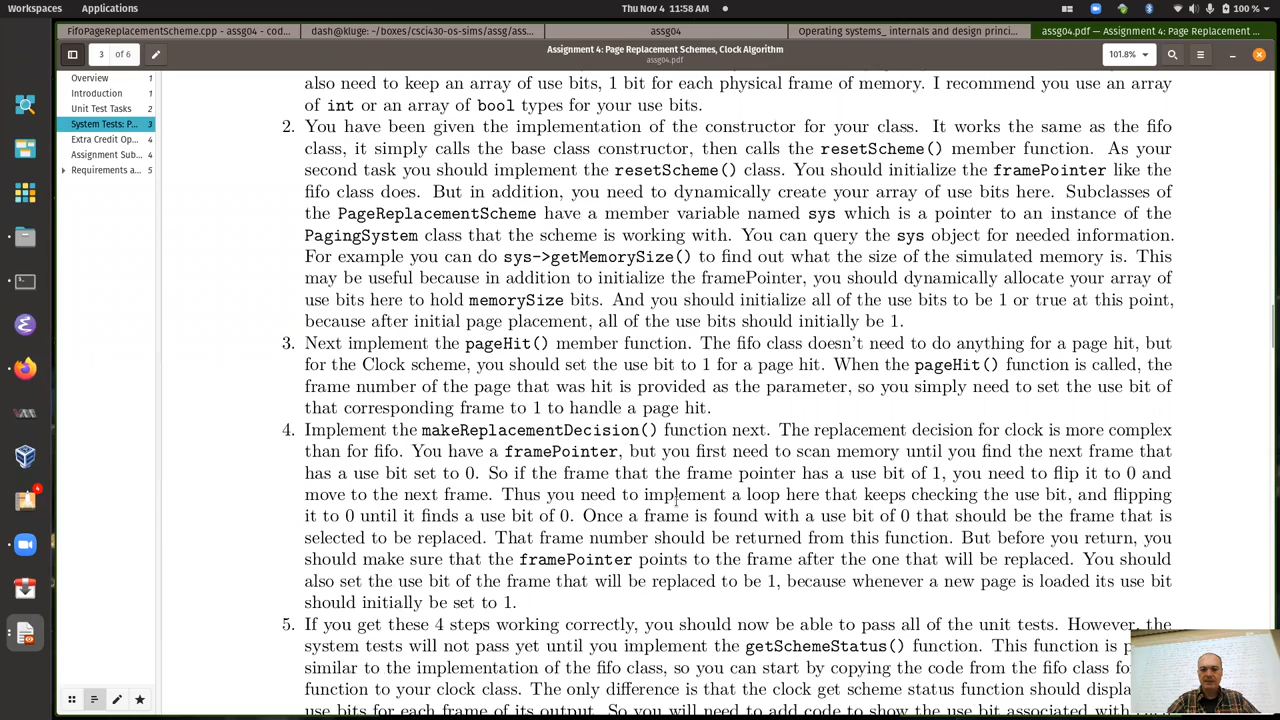 Workspaces Applications Thu Nov 4 11:58 AM 100 %
FifoPageReplacementScheme.cpp - assg04 - cod... dash@kluge: ~/boxes/csci430-os-sims/assg/ass... assg04 Operating systems_ internals and design princi... assg04.pdf — Assignment 4: Page Replacement ...
3 of 6 Assignment 4: Page Replacement Schemes, Clock Algorithm 101.8%
assg04.pdf
Overview 1
Introduction 1
Unit Test Tasks 2
System Tests: P... 3
Extra Credit Op... 4
Assignment Sub... 4
Requirements a... 5
also need to keep an array of use bits, 1 bit for each physical frame of memory. I recommend you use an array
of int or an array of bool types for your use bits.
2. You have been given the implementation of the constructor for your class. It works the same as the fifo
class, it simply calls the base class constructor, then calls the resetScheme() member function. As your
second task you should implement the resetScheme() class. You should initialize the framePointer like the
fifo class does. But in addition, you need to dynamically create your array of use bits here. Subclasses of
the PageReplacementScheme have a member variable named sys which is a pointer to an instance of the
PagingSystem class that the scheme is working with. You can query the sys object for needed information.
For example you can do sys->getMemorySize() to find out what the size of the simulated memory is. This
may be useful because in addition to initialize the framePointer, you should dynamically allocate your array of
use bits here to hold memorySize bits. And you should initialize all of the use bits to be 1 or true at this point,
because after initial page placement, all of the use bits should initially be 1.
3. Next implement the pageHit() member function. The fifo class doesn't need to do anything for a page hit, but
for the Clock scheme, you should set the use bit to 1 for a page hit. When the pageHit() function is called, the
frame number of the page that was hit is provided as the parameter, so you simply need to set the use bit of
that corresponding frame to 1 to handle a page hit.
4. Implement the makeReplacementDecision() function next. The replacement decision for clock is more complex
than for fifo. You have a framePointer, but you first need to scan memory until you find the next frame that
has a use bit set to 0. So if the frame that the frame pointer has a use bit of 1, you need to flip it to 0 and
move to the next frame. Thus you need to implement a loop here that keeps checking the use bit, and flipping
it to 0 until it finds a use bit of 0. Once a frame is found with a use bit of 0 that should be the frame that is
selected to be replaced. That frame number should be returned from this function. But before you return, you
should make sure that the framePointer points to the frame after the one that will be replaced. You should
also set the use bit of the frame that will be replaced to be 1, because whenever a new page is loaded its use bit
should initially be set to 1.
5. If you get these 4 steps working correctly, you should now be able to pass all of the unit tests. However, the
system tests will not pass yet until you implement the getSchemeStatus() function. This function is
similar to the implementation of the fifo class, so you can start by copying the code from the fifo class
function to your clock class. The only difference is that the clock get scheme status function should
use bits for each frame of its output. So you will need to add code to show the use bit associated with